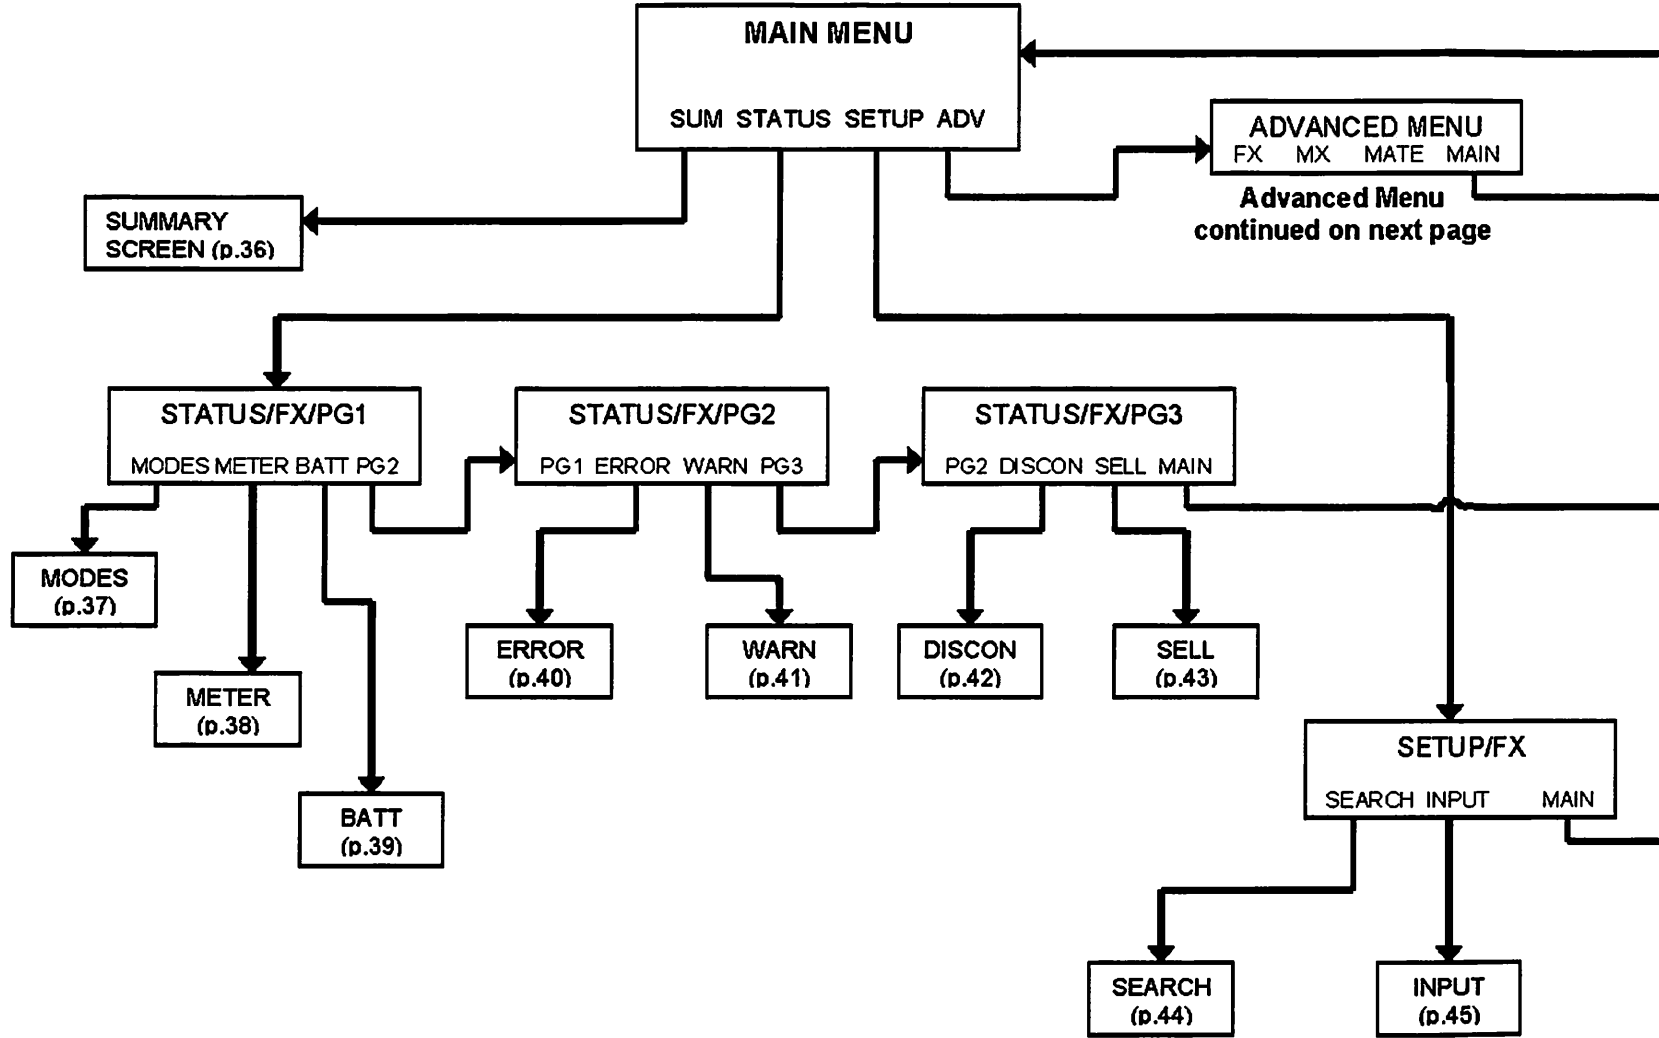 MAIN MENU
SUM STATUS SETUP ADV
ADVANCED MENU
FX MX MATE MAIN
Advanced Menu
continued on next page
SUMMARY
SCREEN (p.36)
STATUS/FX/PG1
MODES METER BATT PG2
STATUS/FX/PG2
PG1 ERROR WARN PG3
STATUS/FX/PG3
PG2 DISCON SELL MAIN
MODES
(p.37)
METER
(p.38)
BATT
(p.39)
ERROR
(p.40)
WARN
(p.41)
DISCON
(p.42)
SELL
(p.43)
SETUP/FX
SEARCH INPUT MAIN
SEARCH
(p.44)
INPUT
(p.45)